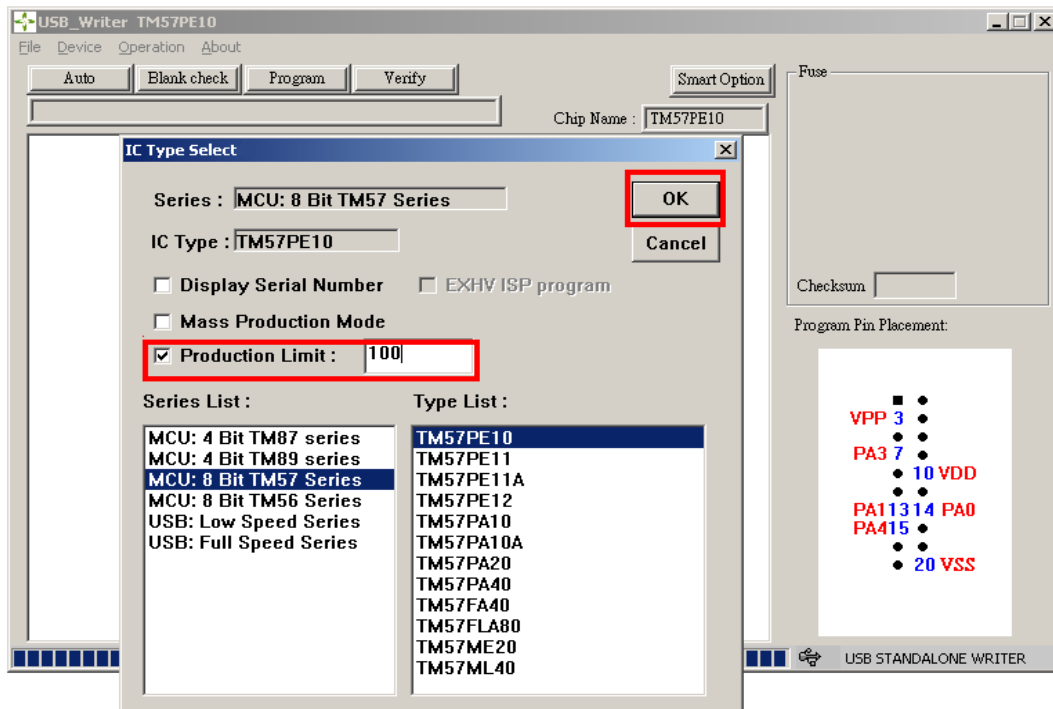 USB_Writer TM57PE10
File Device Operation About
Auto Blank check Program Verify Smart Option
Chip Name : TM57PE10
Fuse
Checksum
IC Type Select
Series : MCU: 8 Bit TM57 Series
OK
IC Type : TM57PE10
Cancel
Display Serial Number EXHV ISP program
Mass Production Mode
Production Limit : 100
Series List :
MCU: 4 Bit TM87 series
MCU: 4 Bit TM89 series
MCU: 8 Bit TM57 Series
MCU: 8 Bit TM56 Series
USB: Low Speed Series
USB: Full Speed Series
Type List :
TM57PE10
TM57PE11
TM57PE11A
TM57PE12
TM57PA10
TM57PA10A
TM57PA20
TM57PA40
TM57FA40
TM57FLA80
TM57ME20
TM57ML40
Program Pin Placement:
VPP 3
PA3 7
10 VDD
PA1 13 14 PA0
PA4 15
20 VSS
USB STANDALONE WRITER